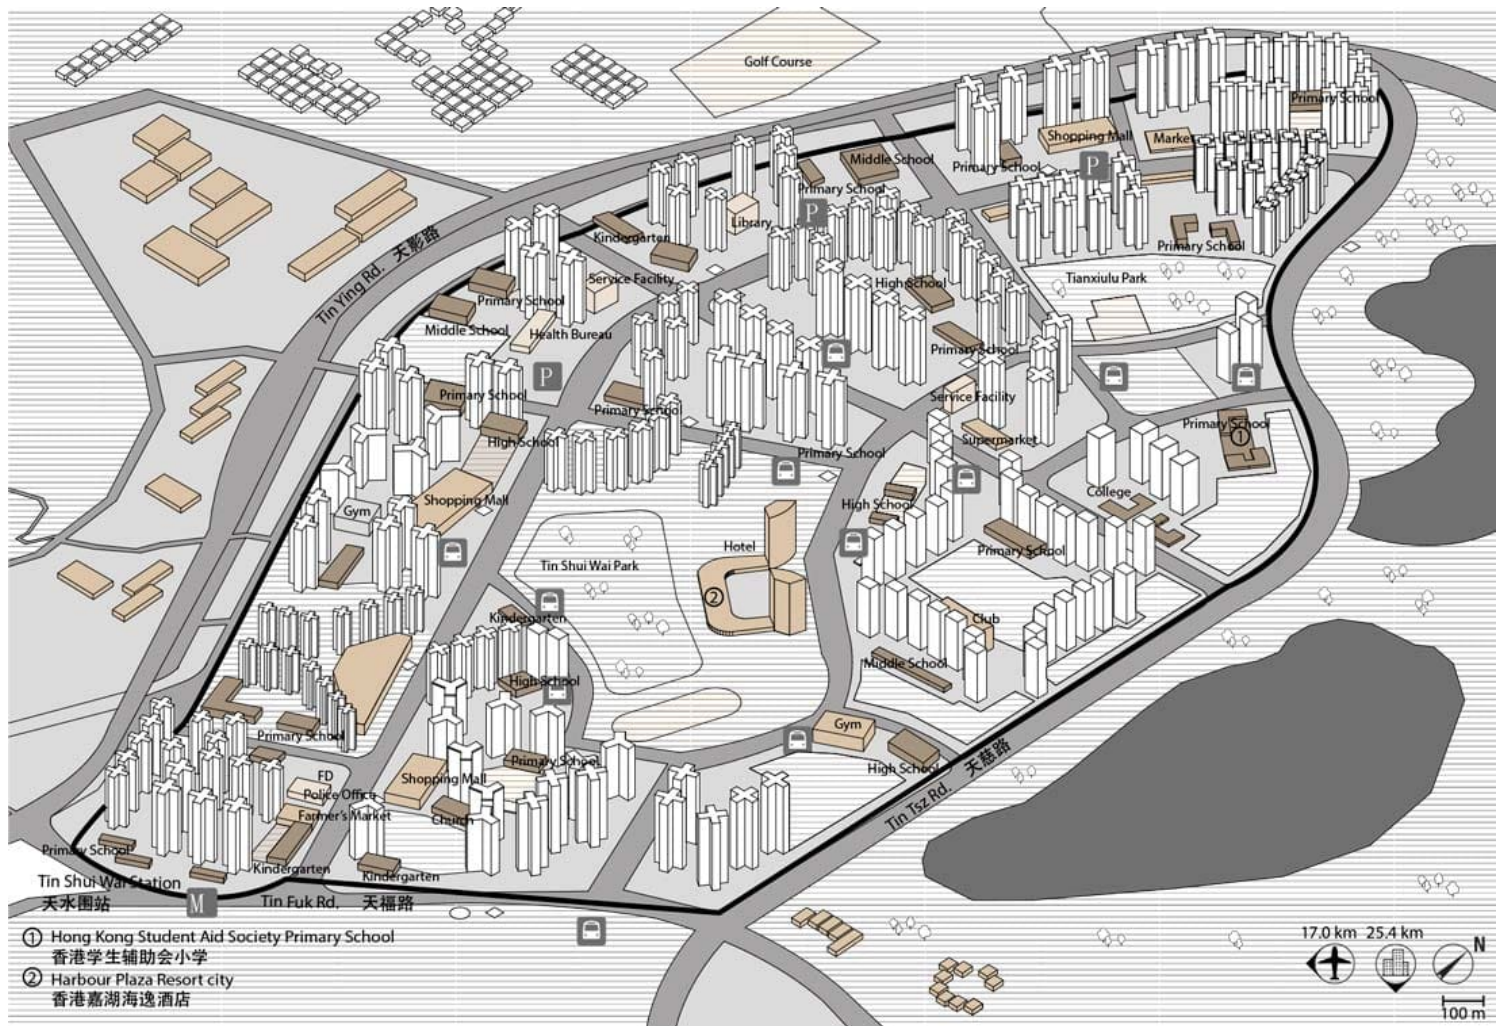 Golf Course
Primary School
Shopping Mall
Market
Middle School
Primary School
Primary School
P
P
Library
Kindergarten
Primary School
Tin Ying Rd. 天影路
Service Facility
High School
Tianxiulu Park
Primary School
Middle School
Health Bureau
Primary School
P
Primary School
Service Facility
Primary School
Primary School
High School
Supermarket
1
Primary School
Shopping Mall
High School
College
Gym
Hotel
Primary School
Tin Shui Wai Park
2
Kindergarten
Club
Middle School
High School
Primary School
Gym
Primary School
High School
天慈路
Tin Tsz Rd.
FD
Shopping Mall
Police Office
Farmer's Market
Church
Primary School
Kindergarten
Kindergarten
Tin Shui Wai Station
天水围站
M
Tin Fuk Rd. 天福路
1 Hong Kong Student Aid Society Primary School
香港学生辅助会小学
2 Harbour Plaza Resort city
香港嘉湖海逸酒店
17.0 km 25.4 km
N
100 m